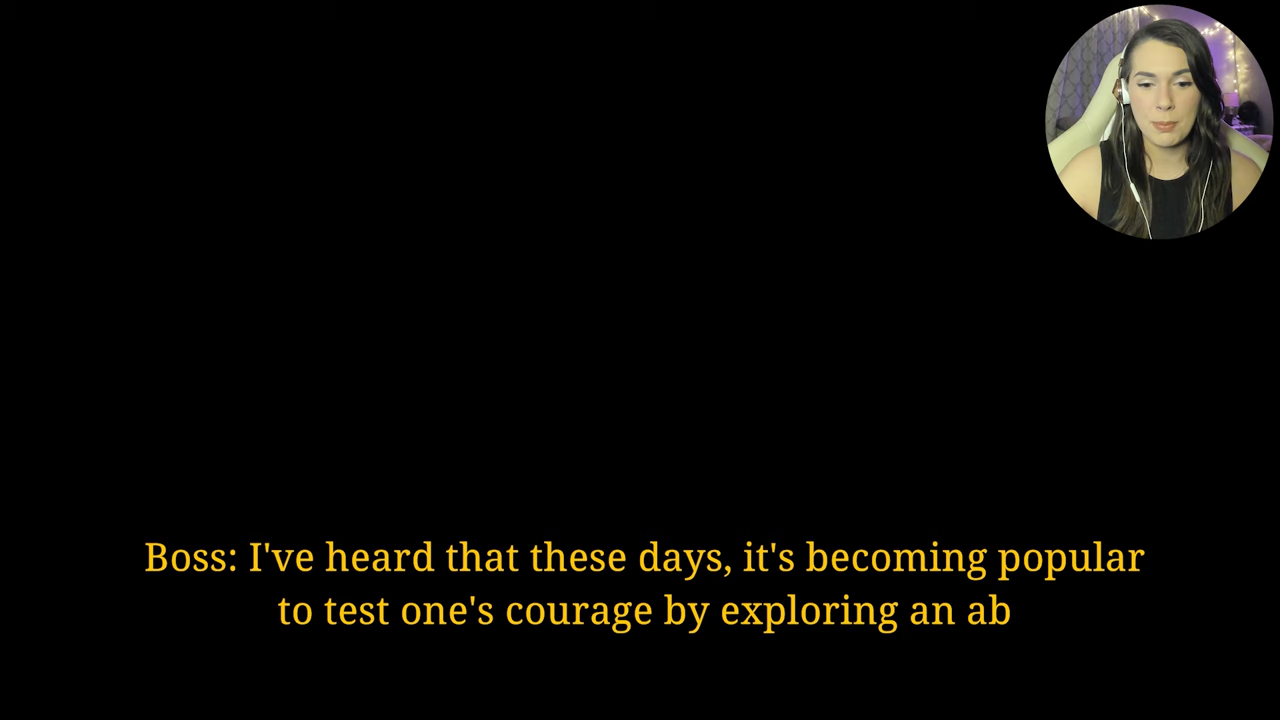 Boss: I've heard that these days, it's becoming popular
to test one's courage by exploring an ab